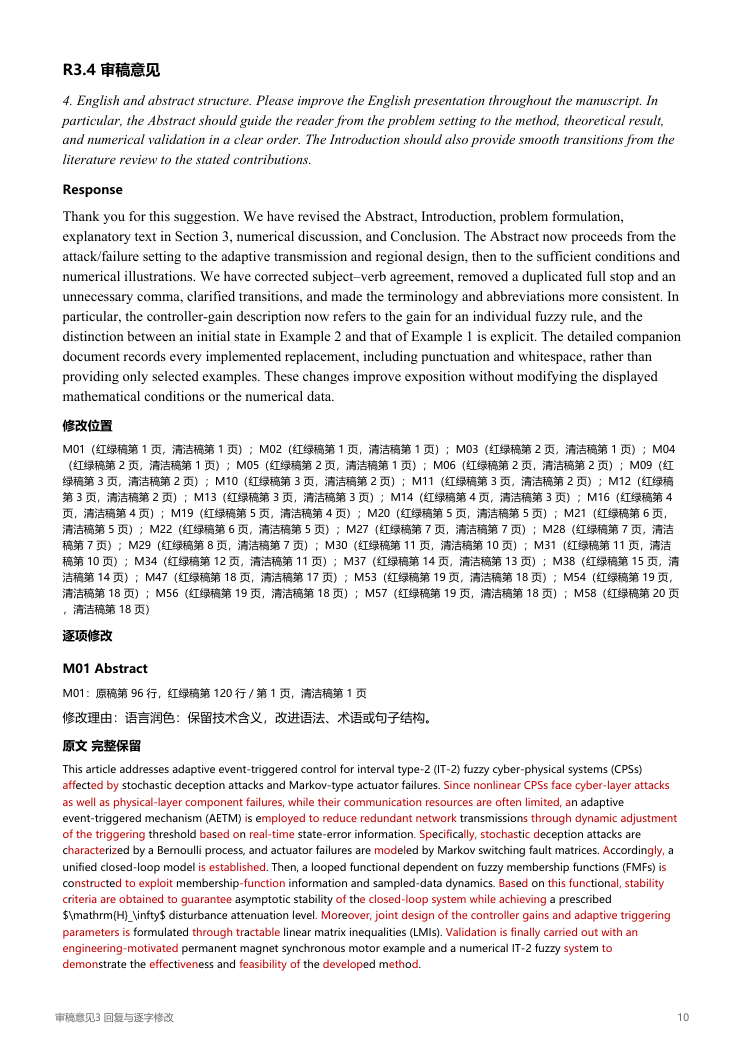 R3.4 审稿意见
4. English and abstract structure. Please improve the English presentation throughout the manuscript. In
particular, the Abstract should guide the reader from the problem setting to the method, theoretical result,
and numerical validation in a clear order. The Introduction should also provide smooth transitions from the
literature review to the stated contributions.
Response
Thank you for this suggestion. We have revised the Abstract, Introduction, problem formulation,
explanatory text in Section 3, numerical discussion, and Conclusion. The Abstract now proceeds from the
attack/failure setting to the adaptive transmission and regional design, then to the sufficient conditions and
numerical illustrations. We have corrected subject–verb agreement, removed a duplicated full stop and an
unnecessary comma, clarified transitions, and made the terminology and abbreviations more consistent. In
particular, the controller-gain description now refers to the gain for an individual fuzzy rule, and the
distinction between an initial state in Example 2 and that of Example 1 is explicit. The detailed companion
document records every implemented replacement, including punctuation and whitespace, rather than
providing only selected examples. These changes improve exposition without modifying the displayed
mathematical conditions or the numerical data.
修改位置
M01（红绿稿第 1 页，清洁稿第 1 页）；M02（红绿稿第 1 页，清洁稿第 1 页）；M03（红绿稿第 2 页，清洁稿第 1 页）；M04
（红绿稿第 2 页，清洁稿第 1 页）；M05（红绿稿第 2 页，清洁稿第 1 页）；M06（红绿稿第 2 页，清洁稿第 2 页）；M09（红
绿稿第 3 页，清洁稿第 2 页）；M10（红绿稿第 3 页，清洁稿第 2 页）；M11（红绿稿第 3 页，清洁稿第 2 页）；M12（红绿稿
第 3 页，清洁稿第 2 页）；M13（红绿稿第 3 页，清洁稿第 3 页）；M14（红绿稿第 4 页，清洁稿第 3 页）；M16（红绿稿第 4
页，清洁稿第 4 页）；M19（红绿稿第 5 页，清洁稿第 4 页）；M20（红绿稿第 5 页，清洁稿第 5 页）；M21（红绿稿第 6 页，
清洁稿第 5 页）；M22（红绿稿第 6 页，清洁稿第 5 页）；M27（红绿稿第 7 页，清洁稿第 7 页）；M28（红绿稿第 7 页，清洁
稿第 7 页）；M29（红绿稿第 8 页，清洁稿第 7 页）；M30（红绿稿第 11 页，清洁稿第 10 页）；M31（红绿稿第 11 页，清洁
稿第 10 页）；M34（红绿稿第 12 页，清洁稿第 11 页）；M37（红绿稿第 14 页，清洁稿第 13 页）；M38（红绿稿第 15 页，清
洁稿第 14 页）；M47（红绿稿第 18 页，清洁稿第 17 页）；M53（红绿稿第 19 页，清洁稿第 18 页）；M54（红绿稿第 19 页，
清洁稿第 18 页）；M56（红绿稿第 19 页，清洁稿第 18 页）；M57（红绿稿第 19 页，清洁稿第 18 页）；M58（红绿稿第 20 页
，清洁稿第 18 页）
逐项修改
M01 Abstract
M01：原稿第 96 行，红绿稿第 120 行 / 第 1 页，清洁稿第 1 页
修改理由：语言润色：保留技术含义，改进语法、术语或句子结构。
原文 完整保留
This article addresses adaptive event-triggered control for interval type-2 (IT-2) fuzzy cyber-physical systems (CPSs)
affected by stochastic deception attacks and Markov-type actuator failures. Since nonlinear CPSs face cyber-layer attacks
as well as physical-layer component failures, while their communication resources are often limited, an adaptive
event-triggered mechanism (AETM) is employed to reduce redundant network transmissions through dynamic adjustment
of the triggering threshold based on real-time state-error information. Specifically, stochastic deception attacks are
characterized by a Bernoulli process, and actuator failures are modeled by Markov switching fault matrices. Accordingly, a
unified closed-loop model is established. Then, a looped functional dependent on fuzzy membership functions (FMFs) is
constructed to exploit membership-function information and sampled-data dynamics. Based on this functional, stability
criteria are obtained to guarantee asymptotic stability of the closed-loop system while achieving a prescribed
$\mathrm{H}_\infty$ disturbance attenuation level. Moreover, joint design of the controller gains and adaptive triggering
parameters is formulated through tractable linear matrix inequalities (LMIs). Validation is finally carried out with an
engineering-motivated permanent magnet synchronous motor example and a numerical IT-2 fuzzy system to
demonstrate the effectiveness and feasibility of the developed method.
审稿意见3 回复与逐字修改
10